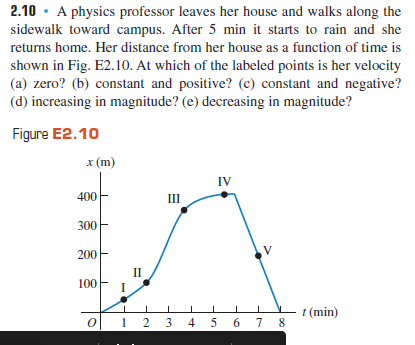 2.10 • A physics professor leaves her house and walks along the
sidewalk toward campus. After 5 min it starts to rain and she
returns home. Her distance from her house as a function of time is
shown in Fig. E2.10. At which of the labeled points is her velocity
(a) zero? (b) constant and positive? (c) constant and negative?
(d) increasing in magnitude? (e) decreasing in magnitude?
Figure E2.10
x (m)
IV
400
III
300
200
V
II
100
I
t (min)
O 1 2 3 4 5 6 7 8